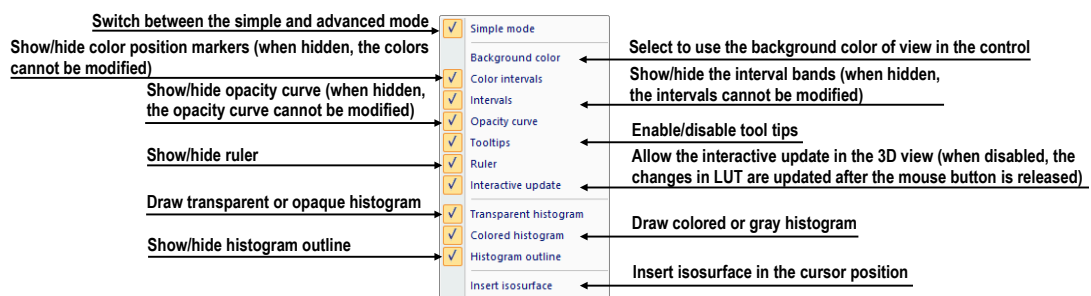 Switch between the simple and advanced mode
Simple mode
Show/hide color position markers (when hidden, the colors
cannot be modified)
Background color
Select to use the background color of view in the control
Color intervals
Show/hide the interval bands (when hidden,
the intervals cannot be modified)
Show/hide opacity curve (when hidden,
the opacity curve cannot be modified)
Intervals
Opacity curve
Enable/disable tool tips
Tooltips
Show/hide ruler
Ruler
Allow the interactive update in the 3D view (when disabled, the
changes in LUT are updated after the mouse button is released)
Interactive update
Draw transparent or opaque histogram
Transparent histogram
Draw colored or gray histogram
Colored histogram
Show/hide histogram outline
Histogram outline
Insert isosurface in the cursor position
Insert isosurface